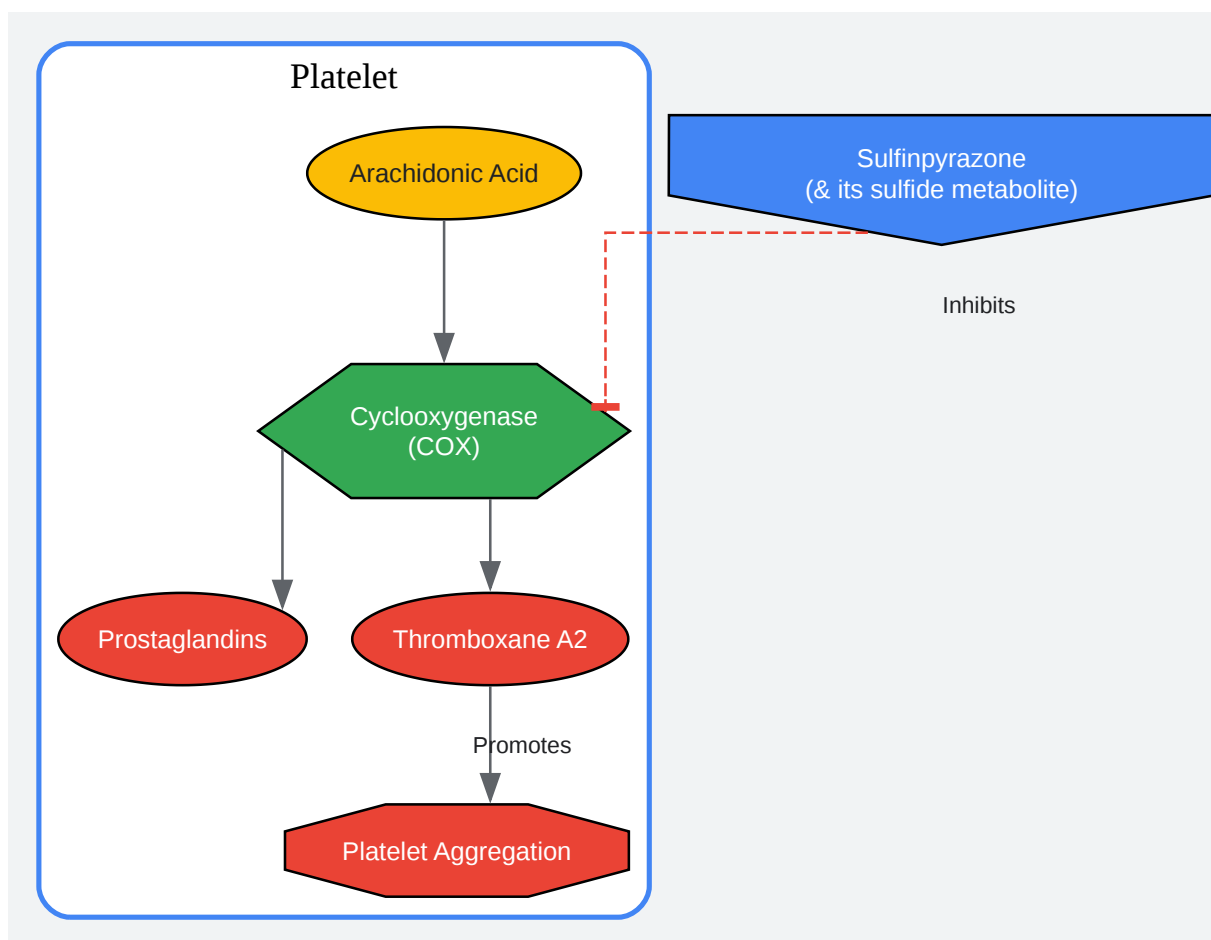 Platelet
Arachidonic Acid
Sulfinpyrazone
(& its sulfide metabolite)
Inhibits
Cyclooxygenase
(COX)
Prostaglandins
Thromboxane A2
Promotes
Platelet Aggregation